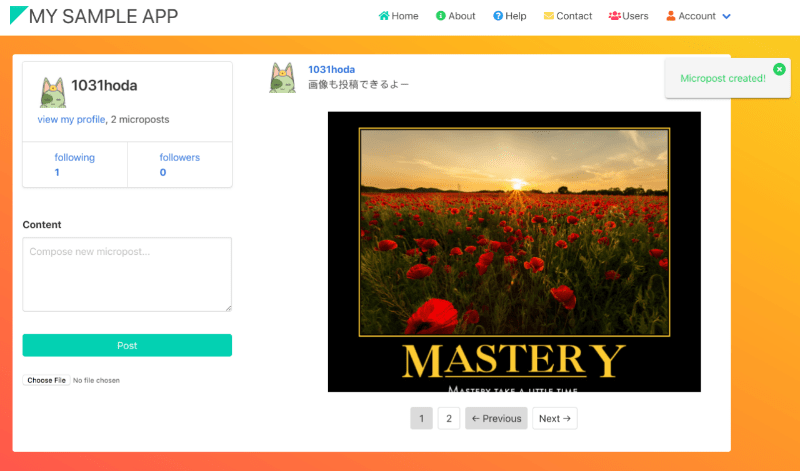 MY SAMPLE APP
Home
About
Help
Contact
Users
Account
1031hoda
view my profile, 2 microposts
following
1
followers
0
Content
Compose new micropost...
Post
Choose File No file chosen
1031hoda
画像も投稿できるよー
MASTERY
MASTERY TAKE A LITTLE TIME
1
2
← Previous
Next →
Micropost created!